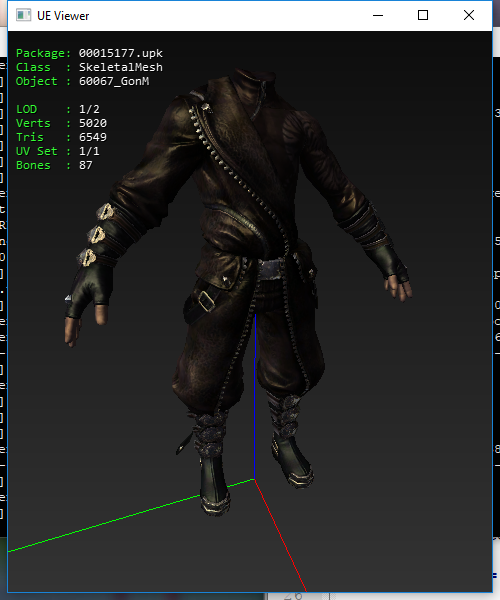 UE Viewer
Package: 00015177.upk
Class : SkeletalMesh
Object : 60067_GonM
LOD : 1/2
Verts : 5020
Tris : 6549
UV Set : 1/1
Bones : 87